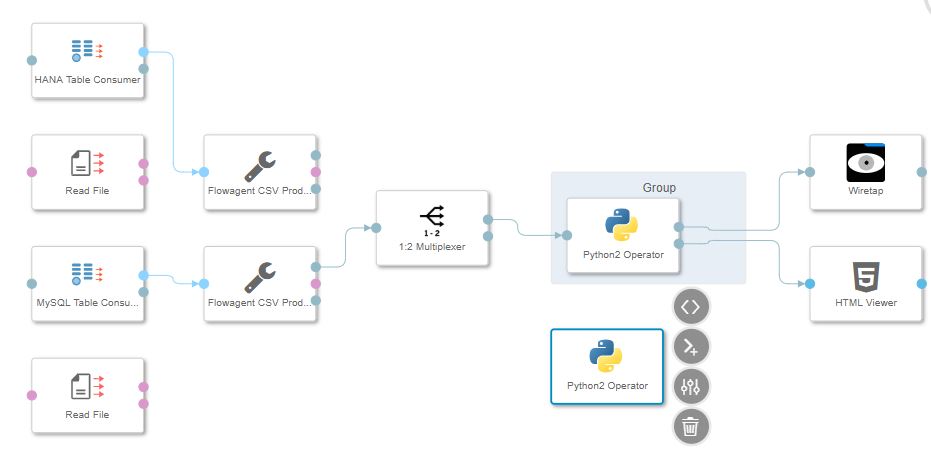 HANA Table Consumer
Read File
Flowagent CSV Prod...
Group
Wiretap
1-2
1:2 Multiplexer
Python2 Operator
MySQL Table Consu...
Flowagent CSV Prod...
HTML Viewer
Python2 Operator
Read File